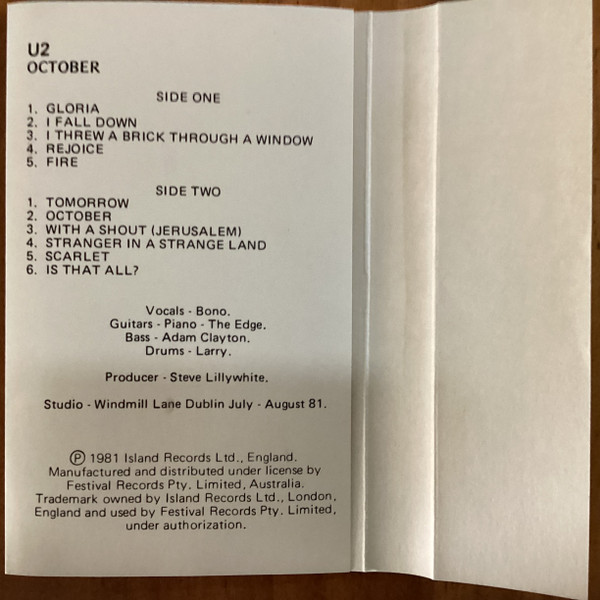 U2
OCTOBER
SIDE ONE
1. GLORIA
2. I FALL DOWN
3. I THREW A BRICK THROUGH A WINDOW
4. REJOICE
5. FIRE
SIDE TWO
1. TOMORROW
2. OCTOBER
3. WITH A SHOUT (JERUSALEM)
4. STRANGER IN A STRANGE LAND
5. SCARLET
6. IS THAT ALL?
Vocals - Bono.
Guitars - Piano - The Edge.
Bass - Adam Clayton.
Drums - Larry.
Producer - Steve Lillywhite.
Studio - Windmill Lane Dublin July - August 81.
Ⓟ 1981 Island Records Ltd., England.
Manufactured and distributed under license by
Festival Records Pty. Limited, Australia.
Trademark owned by Island Records Ltd., London,
England and used by Festival Records Pty. Limited,
under authorization.